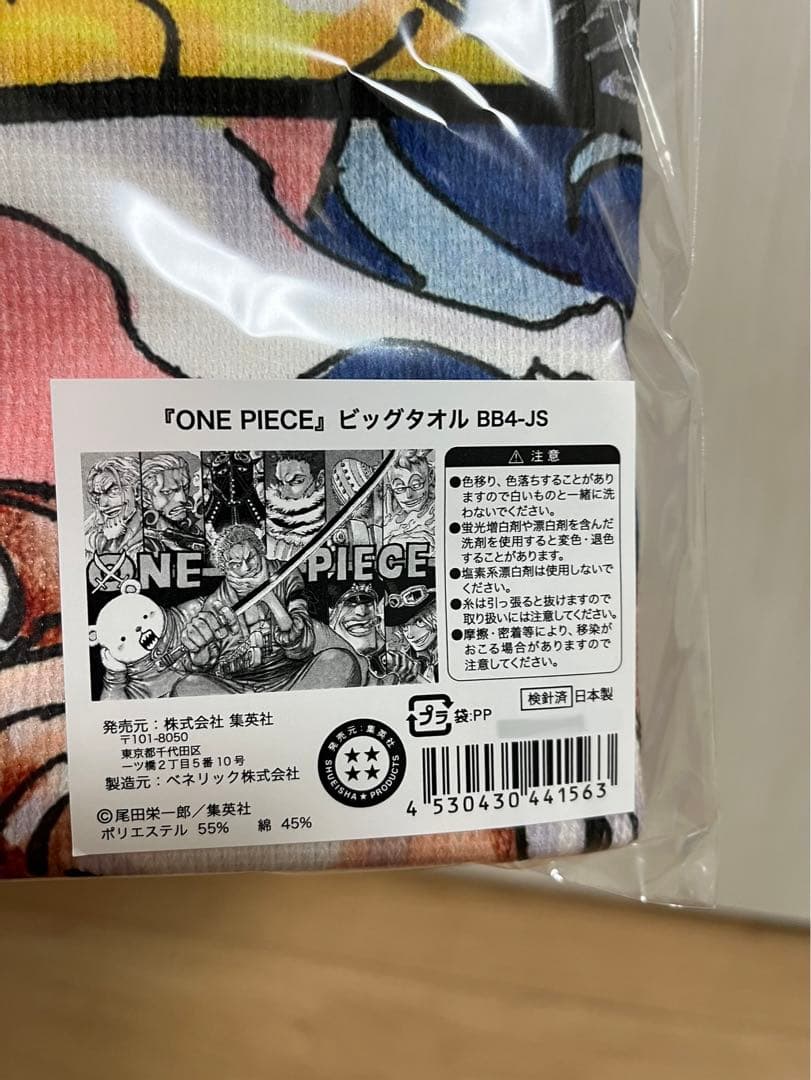 『ONE PIECE』ビッグタオル BB4-JS
ONE PIECE
⚠ 注意
●色移り、色落ちすることがあり
ますので白いものと一緒に洗
わないでください。
●蛍光増白剤や漂白剤を含んだ
洗剤を使用すると変色・退色
することがあります。
●塩素系漂白剤は使用しないで
ください。
●糸は引っ張ると抜けますので
取り扱いには注意してください。
●摩擦・密着等により、移染が
おこる場合がありますので
注意してください。
プラ 袋:PP
検針済 日本製
発売元：株式会社 集英社
〒101-8050
東京都千代田区
一ツ橋2丁目5番10号
製造元：ベネリック株式会社
発売元：集英社
SHUEISHA★PRODUCTS
©尾田栄一郎／集英社
ポリエステル 55% 綿 45%
4 530430 441563